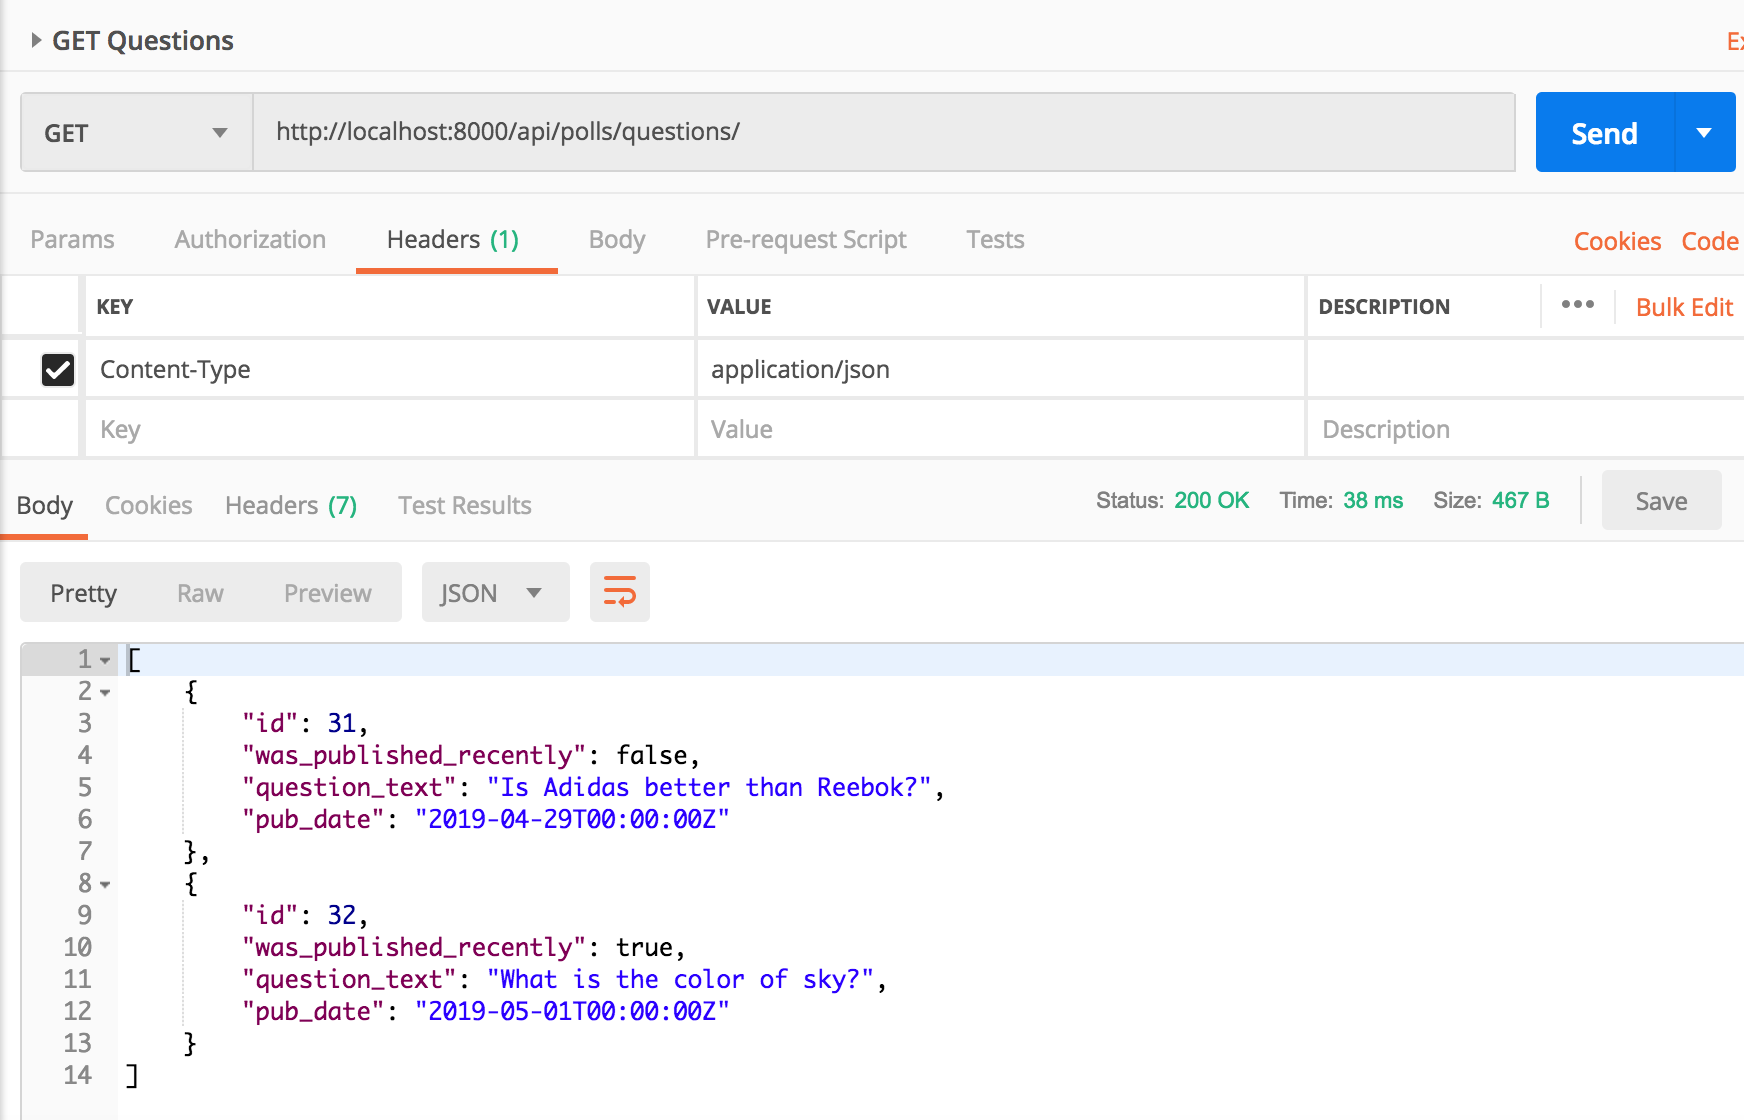 GET Questions
Ex
GET http://localhost:8000/api/polls/questions/ Send
Params Authorization Headers (1) Body Pre-request Script Tests Cookies Code
KEY VALUE DESCRIPTION ••• Bulk Edit
Content-Type application/json
Key Value Description
Body Cookies Headers (7) Test Results Status: 200 OK Time: 38 ms Size: 467 B Save
Pretty Raw Preview JSON
1 [
2 {
3 "id": 31,
4 "was_published_recently": false,
5 "question_text": "Is Adidas better than Reebok?",
6 "pub_date": "2019-04-29T00:00:00Z"
7 },
8 {
9 "id": 32,
10 "was_published_recently": true,
11 "question_text": "What is the color of sky?",
12 "pub_date": "2019-05-01T00:00:00Z"
13 }
14 ]